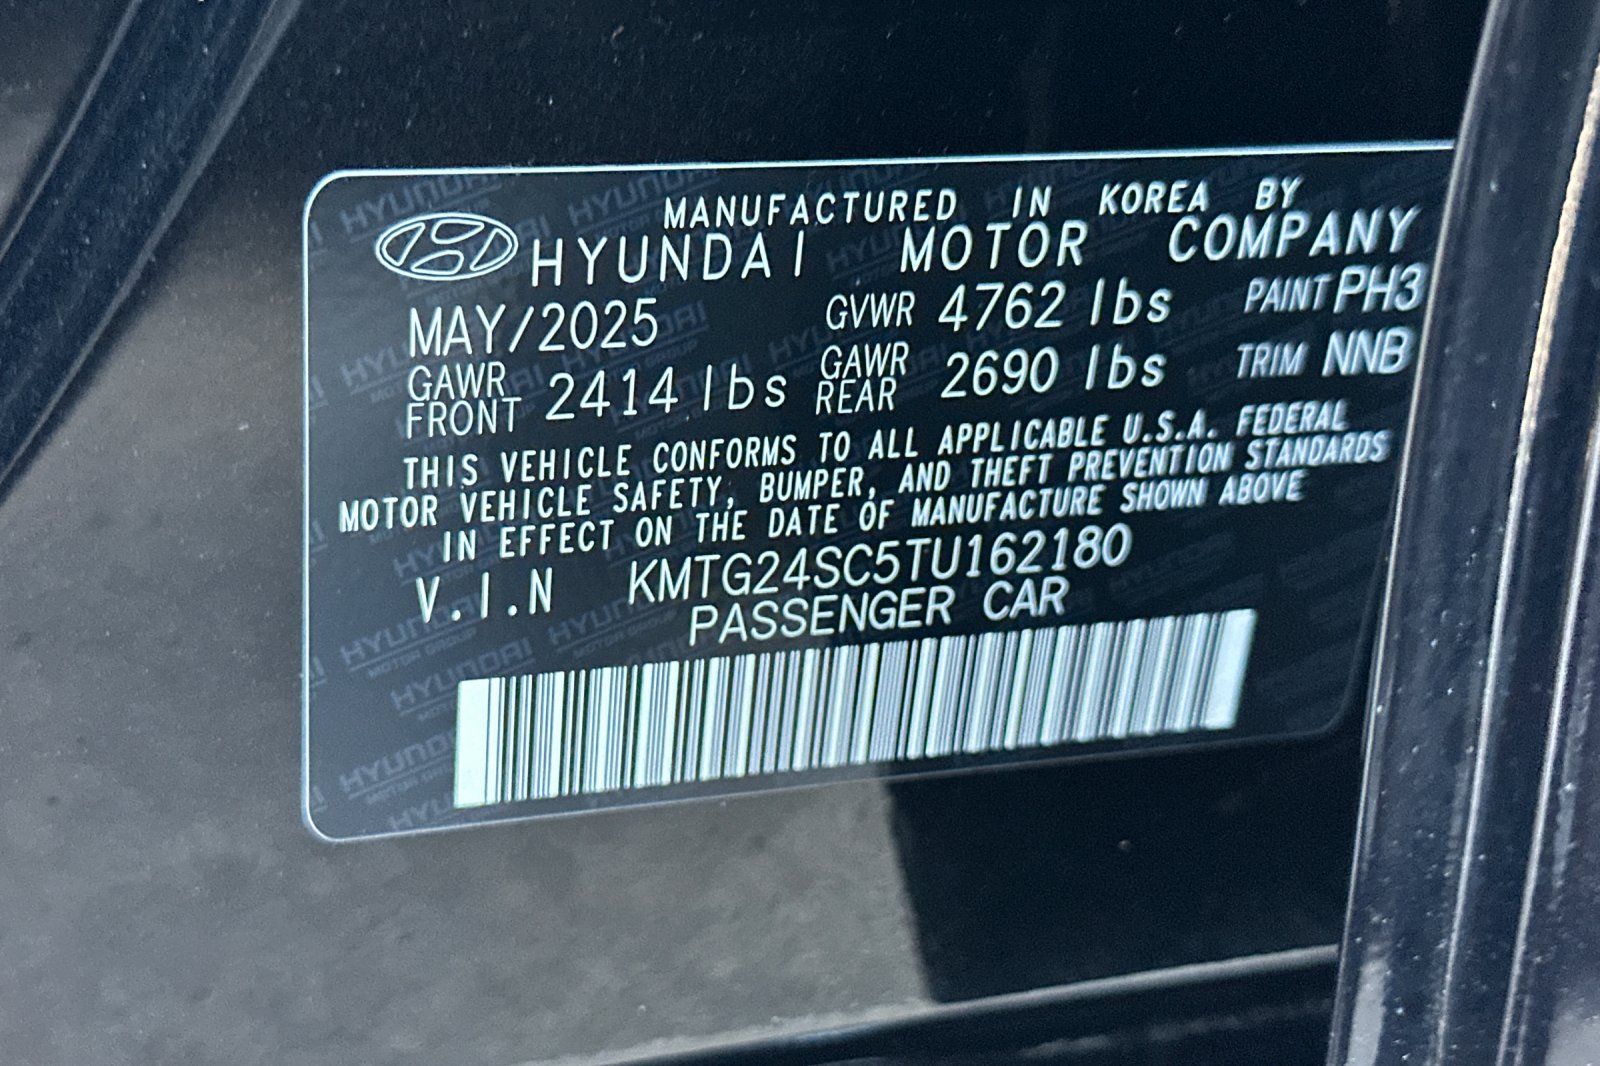 MANUFACTURED IN KOREA BY
HYUNDAI MOTOR COMPANY
MAY/2025 GVWR 4762 lbs PAINT PH3
GAWR FRONT 2414 lbs GAWR REAR 2690 lbs TRIM NNB
THIS VEHICLE CONFORMS TO ALL APPLICABLE U.S.A. FEDERAL
MOTOR VEHICLE SAFETY, BUMPER, AND THEFT PREVENTION STANDARDS
IN EFFECT ON THE DATE OF MANUFACTURE SHOWN ABOVE
V.I.N KMTG24SC5TU162180
PASSENGER CAR